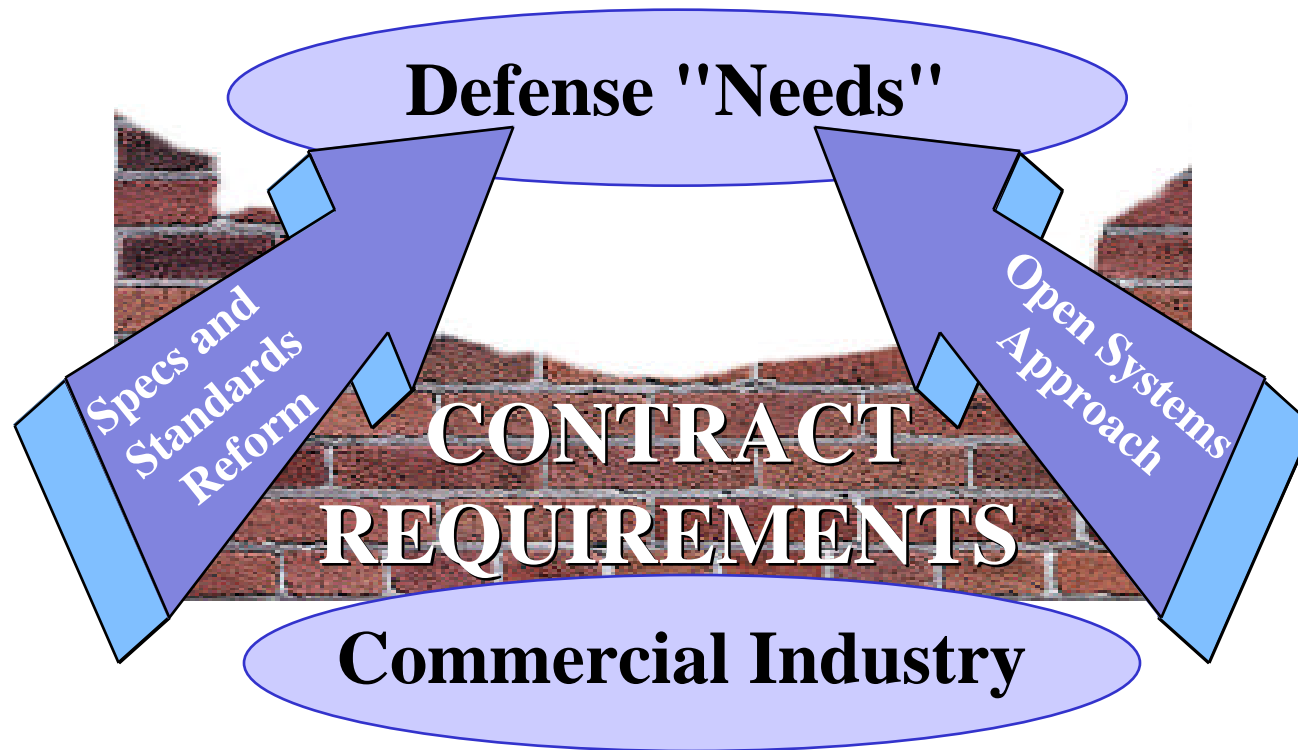 Defense "Needs"
Specs and
Standards
Reform
Open Systems
Approach
CONTRACT
REQUIREMENTS
Commercial Industry